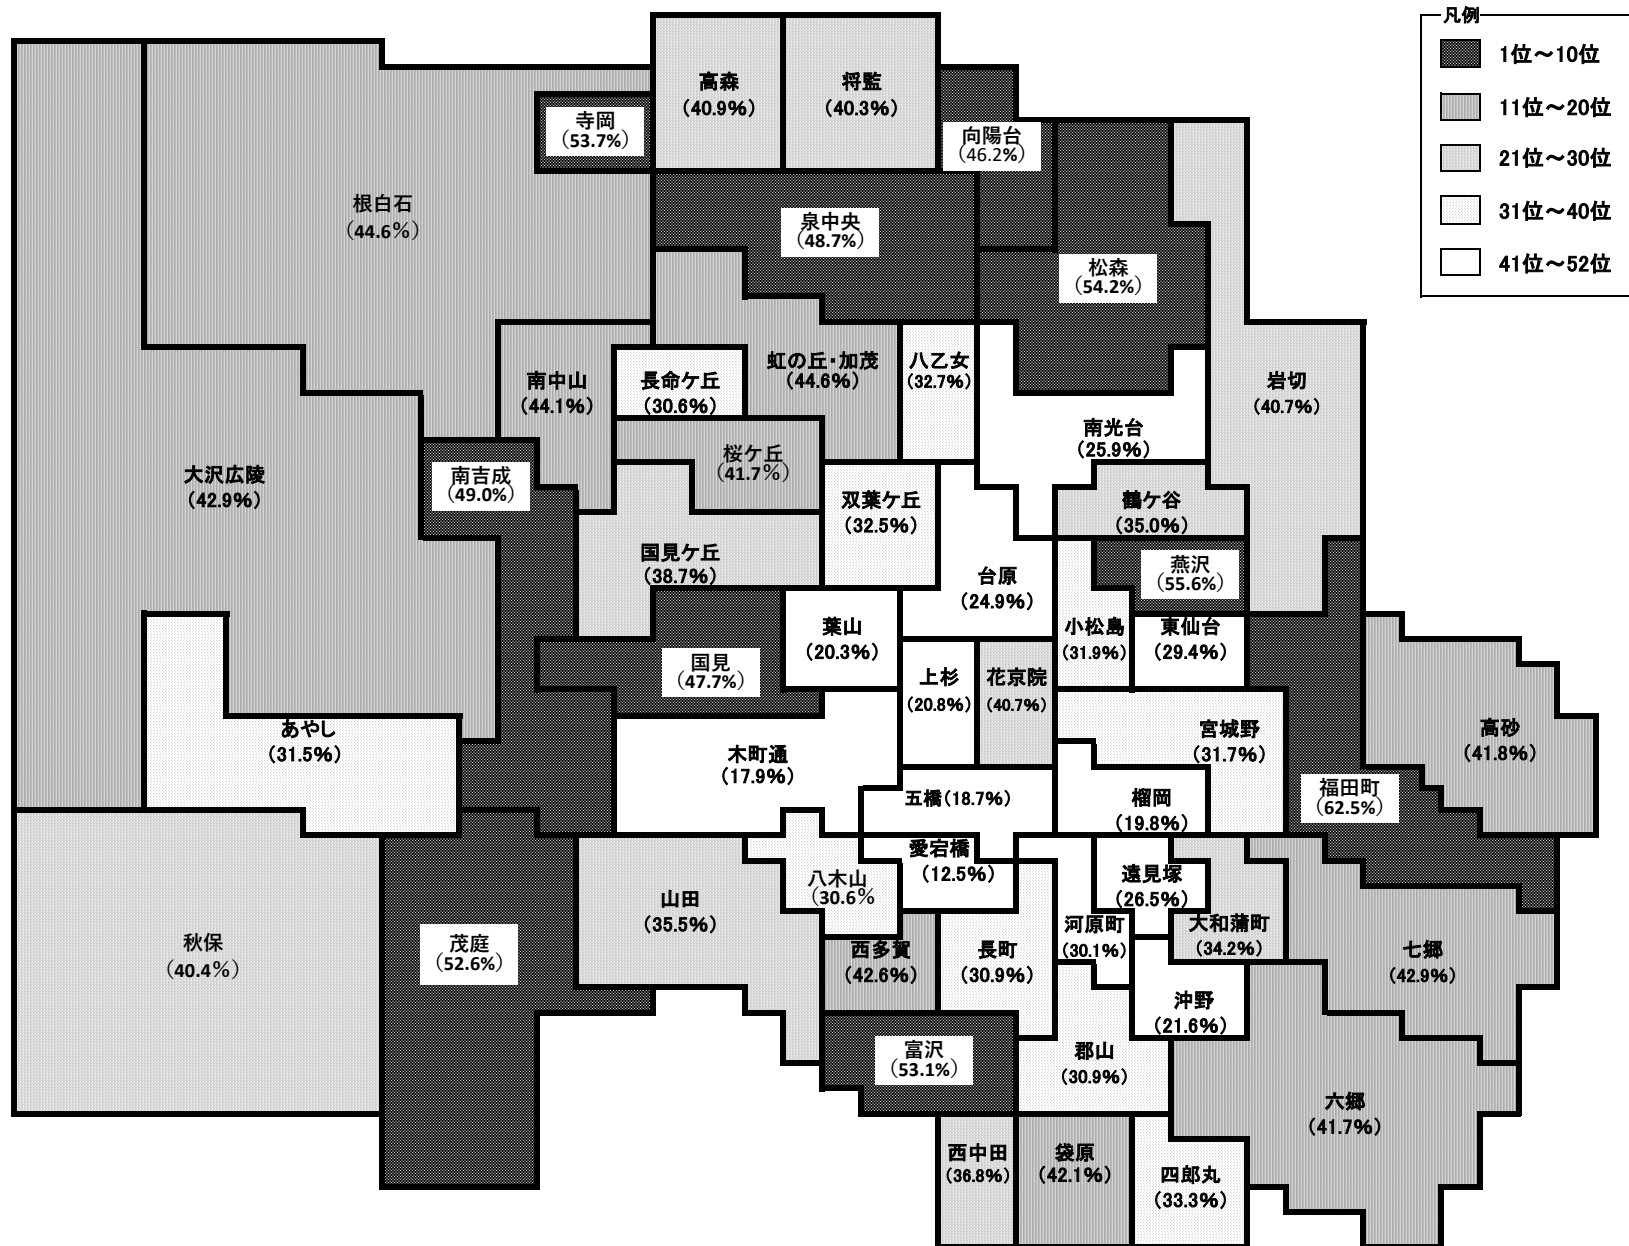 凡例
1位～10位
11位～20位
21位～30位
31位～40位
41位～52位
高森
(40.9%)
将監
(40.3%)
寺岡
(53.7%)
向陽台
(46.2%)
根白石
(44.6%)
泉中央
(48.7%)
松森
(54.2%)
南中山
(44.1%)
長命ケ丘
(30.6%)
虹の丘・加茂
(44.6%)
八乙女
(32.7%)
岩切
(40.7%)
南光台
(25.9%)
大沢広陵
(42.9%)
南吉成
(49.0%)
桜ケ丘
(41.7%)
双葉ケ丘
(32.5%)
鶴ケ谷
(35.0%)
国見ケ丘
(38.7%)
台原
(24.9%)
燕沢
(55.6%)
葉山
(20.3%)
小松島
(31.9%)
東仙台
(29.4%)
国見
(47.7%)
上杉
(20.8%)
花京院
(40.7%)
あやし
(31.5%)
木町通
(17.9%)
宮城野
(31.7%)
高砂
(41.8%)
五橋(18.7%)
榴岡
(19.8%)
福田町
(62.5%)
愛宕橋
(12.5%)
八木山
(30.6%
遠見塚
(26.5%)
山田
(35.5%)
秋保
(40.4%)
茂庭
(52.6%)
西多賀
(42.6%)
長町
(30.9%)
河原町
(30.1%)
大和蒲町
(34.2%)
七郷
(42.9%)
沖野
(21.6%)
富沢
(53.1%)
郡山
(30.9%)
六郷
(41.7%)
西中田
(36.8%)
袋原
(42.1%)
四郎丸
(33.3%)